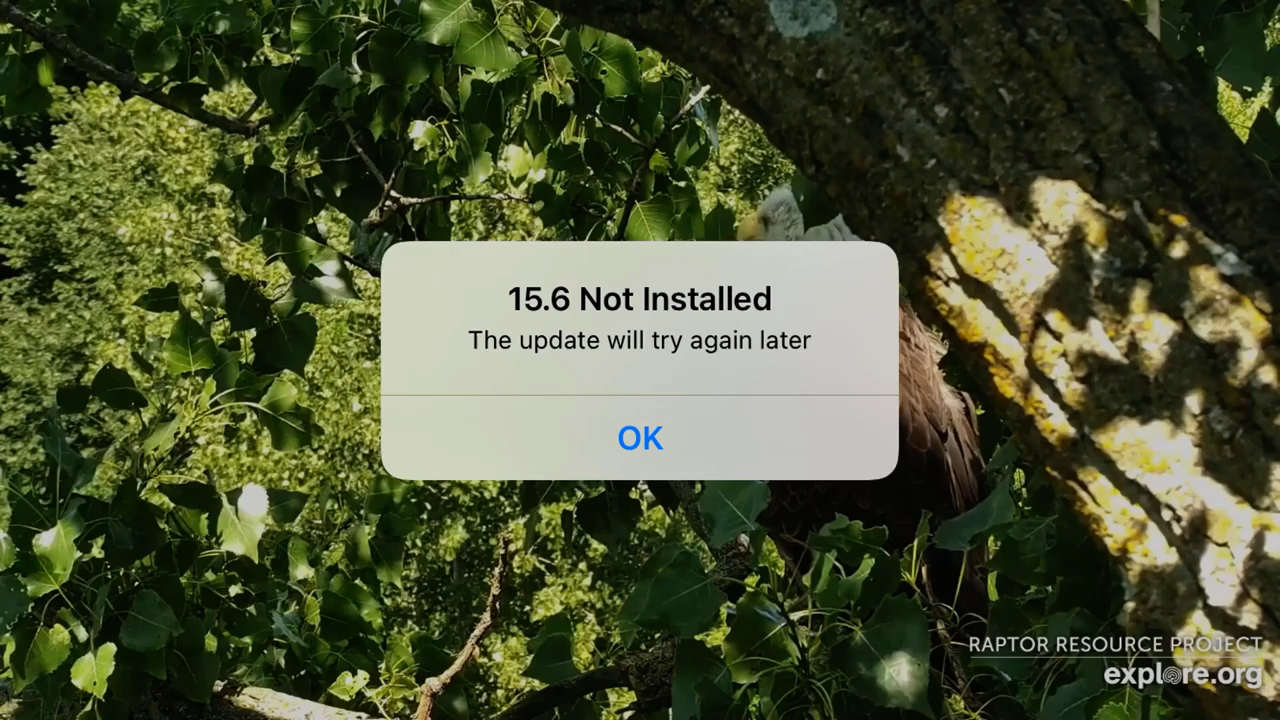 15.6 Not Installed
The update will try again later
OK
RAPTOR RESOURCE PROJECT
explore.org